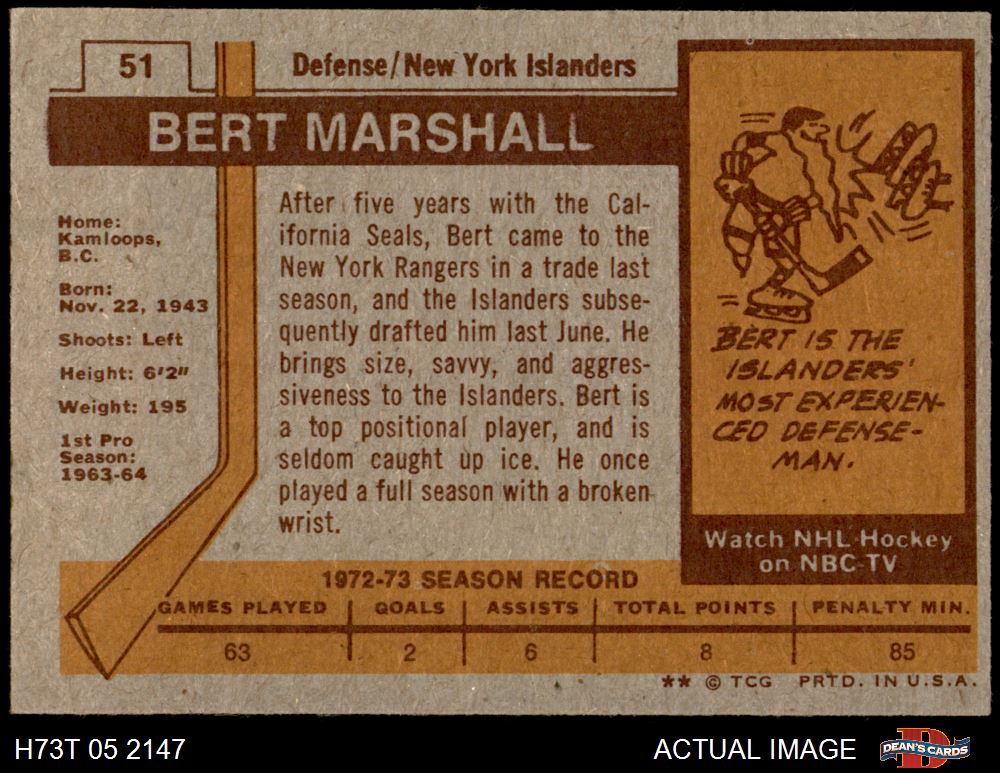 51
Defense/New York Islanders
BERT MARSHALL
Home:
Kamloops,
B.C.
Born:
Nov. 22, 1943
Shoots: Left
Height: 6'2"
Weight: 195
1st Pro
Season:
1963-64
After five years with the Cal-
ifornia Seals, Bert came to the
New York Rangers in a trade last
season, and the Islanders subse-
quently drafted him last June. He
brings size, savvy, and aggres-
siveness to the Islanders. Bert is
a top positional player, and is
seldom caught up ice. He once
played a full season with a broken
wrist.
BERT IS THE
ISLANDERS'
MOST EXPERIEN-
CED DEFENSE-
MAN.
Watch NHL Hockey
on NBC-TV
1972-73 SEASON RECORD
GAMES PLAYED GOALS ASSISTS TOTAL POINTS PENALTY MIN.
63 2 6 8 85
** © TCG PRTD. IN U.S.A.
H73T 05 2147 ACTUAL IMAGE DEAN'S CARDS